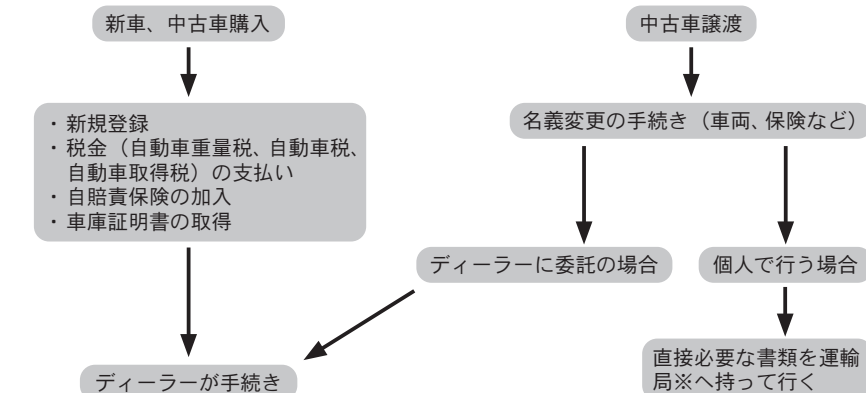 新車、中古車購入
・新規登録
・税金（自動車重量税、自動車税、
自動車取得税）の支払い
・自賠責保険の加入
・車庫証明書の取得
ディーラーが手続き
中古車譲渡
名義変更の手続き（車両、保険など）
ディーラーに委託の場合
個人で行う場合
直接必要な書類を運輸
局※へ持って行く